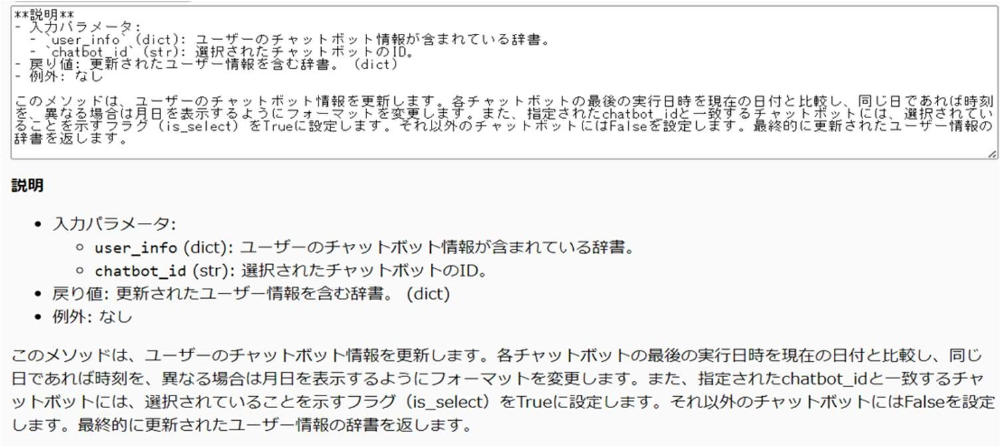 **説明**
- 入力パラメータ:
  - `user_info` (dict): ユーザーのチャットボット情報が含まれている辞書。
  - `chatbot_id` (str): 選択されたチャットボットのID。
- 戻り値: 更新されたユーザー情報を含む辞書。 (dict)
- 例外: なし

このメソッドは、ユーザーのチャットボット情報を更新します。各チャットボットの最後の実行日時を現在の日付と比較し、同じ日であれば時刻
を、異なる場合は月日を表示するようにフォーマットを変更します。また、指定されたchatbot_idと一致するチャットボットには、選択されてい
ることを示すフラグ（is_select）をTrueに設定します。それ以外のチャットボットにはFalseを設定します。最終的に更新されたユーザー情報の
辞書を返します。

説明
• 入力パラメータ:
  ◦ user_info (dict): ユーザーのチャットボット情報が含まれている辞書。
  ◦ chatbot_id (str): 選択されたチャットボットのID。
• 戻り値: 更新されたユーザー情報を含む辞書。 (dict)
• 例外: なし

このメソッドは、ユーザーのチャットボット情報を更新します。各チャットボットの最後の実行日時を現在の日付と比較し、同じ
日であれば時刻を、異なる場合は月日を表示するようにフォーマットを変更します。また、指定されたchatbot_idと一致するチャ
ットボットには、選択されていることを示すフラグ（is_select）をTrueに設定します。それ以外のチャットボットにはFalseを設定
します。最終的に更新されたユーザー情報の辞書を返します。